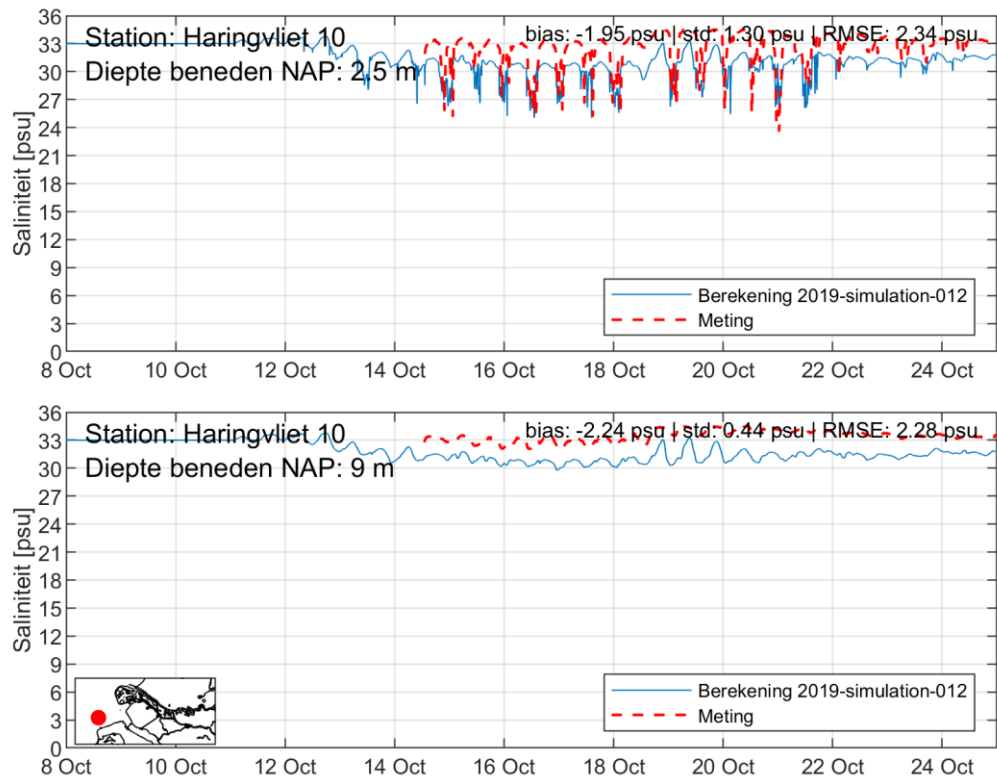 36
33
30
27
24
21
18
15
12
9
6
3
0
Saliniteit [psu]
Station: Haringvliet 10
Diepte beneden NAP: 2.5 m
bias: -1.95 psu | std: 1.30 psu | RMSE: 2.34 psu
Berekening 2019-simulation-012
Meting
8 Oct 10 Oct 12 Oct 14 Oct 16 Oct 18 Oct 20 Oct 22 Oct 24 Oct
36
33
30
27
24
21
18
15
12
9
6
3
0
Saliniteit [psu]
Station: Haringvliet 10
Diepte beneden NAP: 9 m
bias: -2.24 psu | std: 0.44 psu | RMSE: 2.28 psu
Berekening 2019-simulation-012
Meting
8 Oct 10 Oct 12 Oct 14 Oct 16 Oct 18 Oct 20 Oct 22 Oct 24 Oct